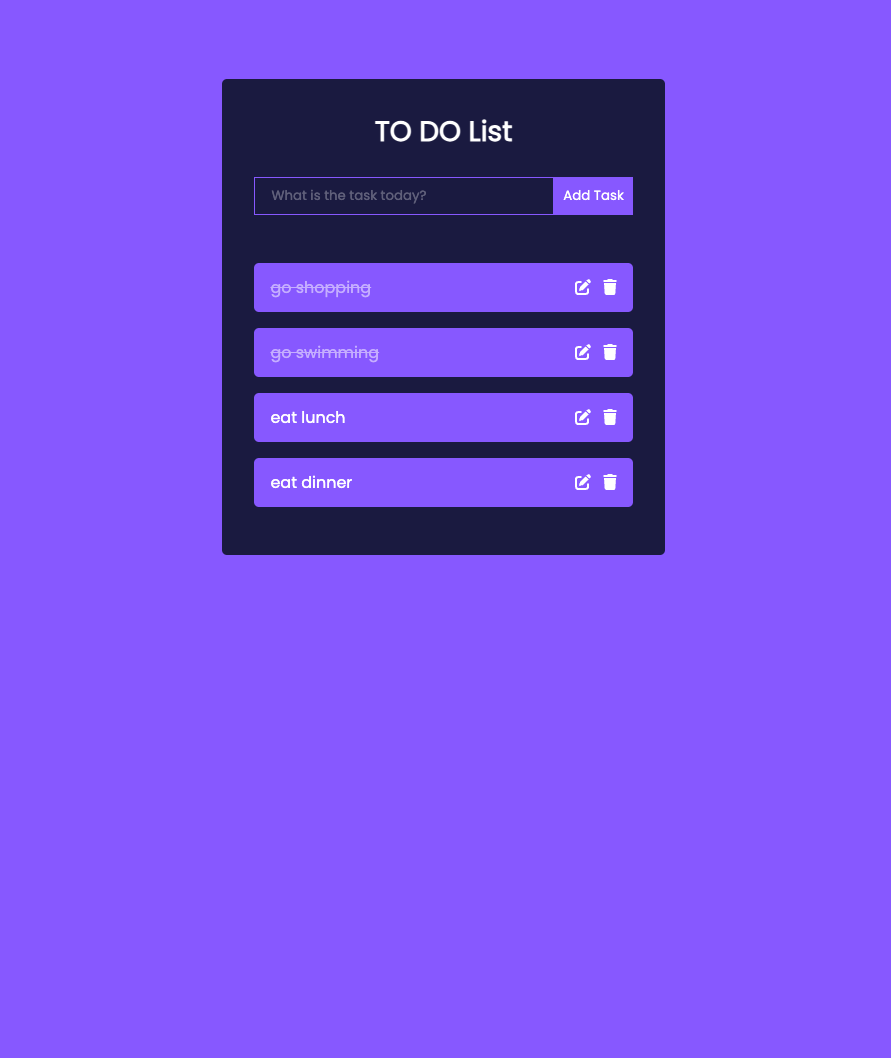 TO DO List
What is the task today?
Add Task
go shopping
go swimming
eat lunch
eat dinner